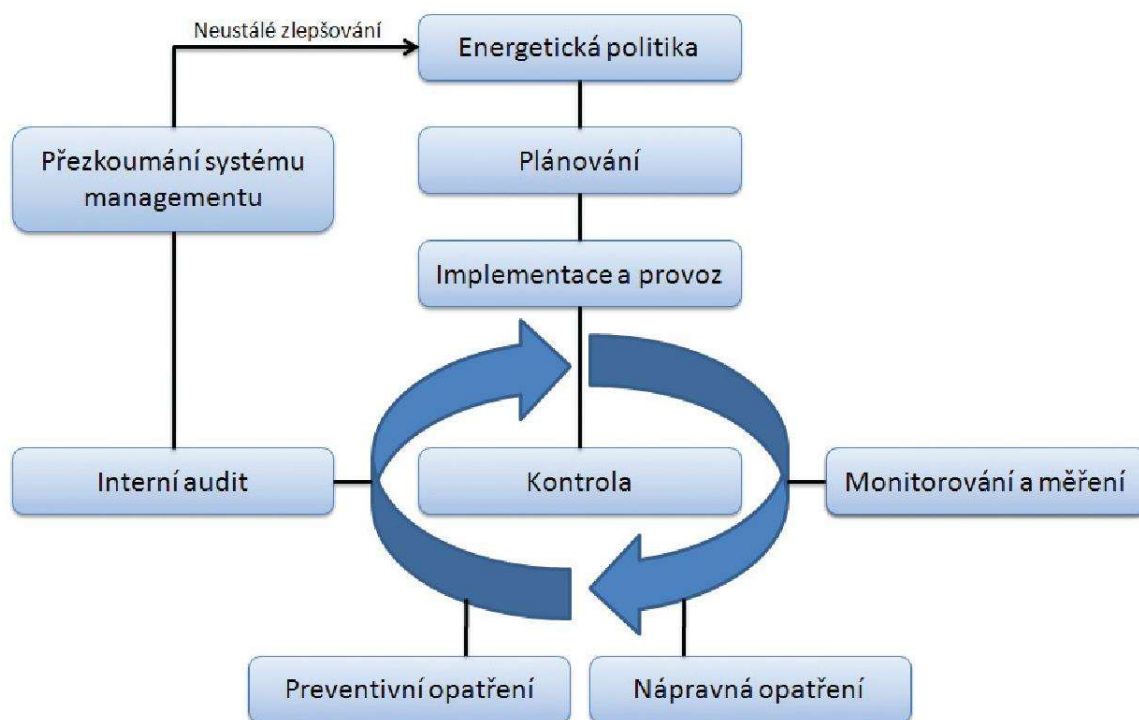 Neustálé zlepšování
Energetická politika
Přezkoumání systému
managementu
Plánování
Implementace a provoz
Interní audit
Kontrola
Monitorování a měření
Preventivní opatření
Nápravná opatření